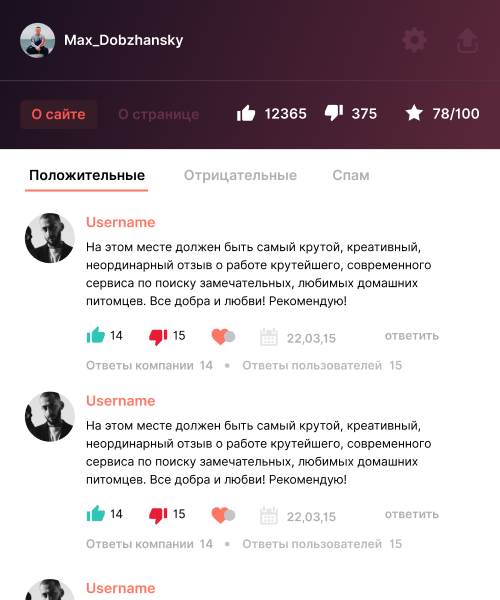 Max_Dobzhansky
О сайте О странице 12365 375 78/100
Положительные Отрицательные Спам
Username
На этом месте должен быть самый крутой, креативный,
неординарный отзыв о работе крутейшего, современного
сервиса по поиску замечательных, любимых домашних
питомцев. Все добра и любви! Рекомендую!
14 15 22,03,15 ответить
Ответы компании 14 • Ответы пользователей 15
Username
На этом месте должен быть самый крутой, креативный,
неординарный отзыв о работе крутейшего, современного
сервиса по поиску замечательных, любимых домашних
питомцев. Все добра и любви! Рекомендую!
14 15 22,03,15 ответить
Ответы компании 14 • Ответы пользователей 15
Username